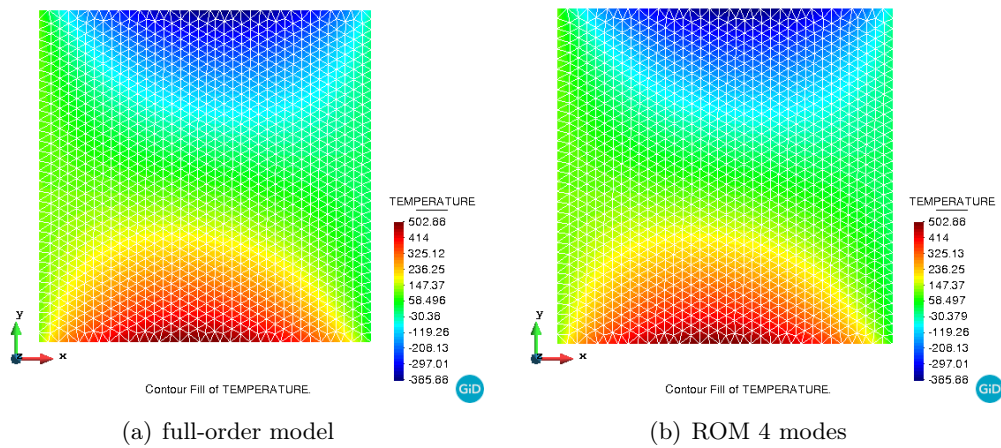 TEMPERATURE
502.88
414
325.12
236.25
147.37
58.496
-30.38
-119.26
-208.13
-297.01
-385.88
y
z
x
Contour Fill of TEMPERATURE.
GiD
(a) full-order model
TEMPERATURE
502.88
414
325.12
236.25
147.37
58.496
-30.379
-119.26
-208.13
-297.01
-385.88
y
z
x
Contour Fill of TEMPERATURE.
GiD
(b) ROM 4 modes